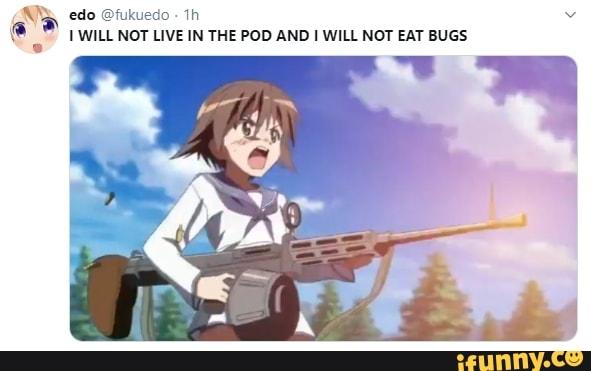 edo @fukuedo · 1h
I WILL NOT LIVE IN THE POD AND I WILL NOT EAT BUGS
ifunny.co